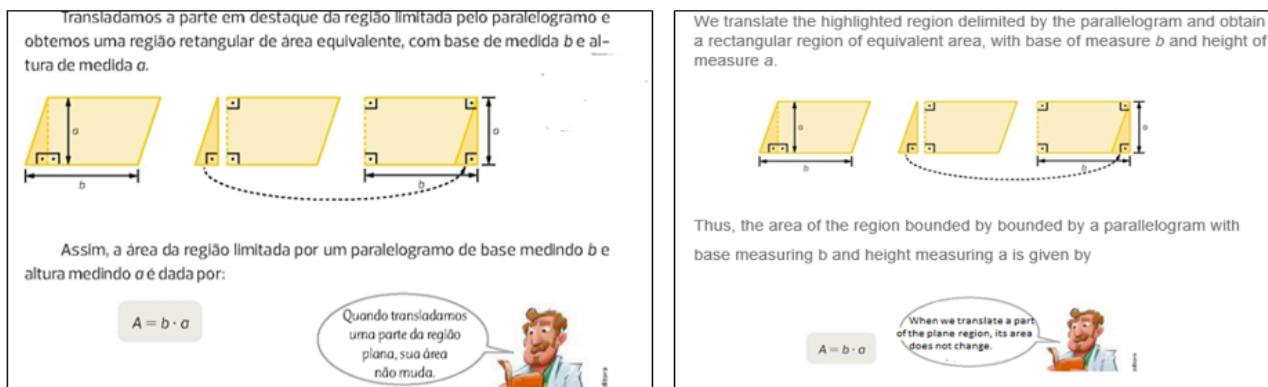 Transladamos a parte em destaque da região limitada pelo paralelogramo e
obtemos uma região retangular de área equivalente, com base de medida b e al-
tura de medida a.
a
b
a
b
Assim, a área da região limitada por um paralelogramo de base medindo b e
altura medindo a é dada por:
A = b · a
Quando transladamos
uma parte da região
plana, sua área
não muda.
We translate the highlighted region delimited by the parallelogram and obtain
a rectangular region of equivalent area, with base of measure b and height of
measure a.
a
b
a
b
Thus, the area of the region bounded by bounded by a parallelogram with
base measuring b and height measuring a is given by
A = b · a
When we translate a part
of the plane region, its area
does not change.